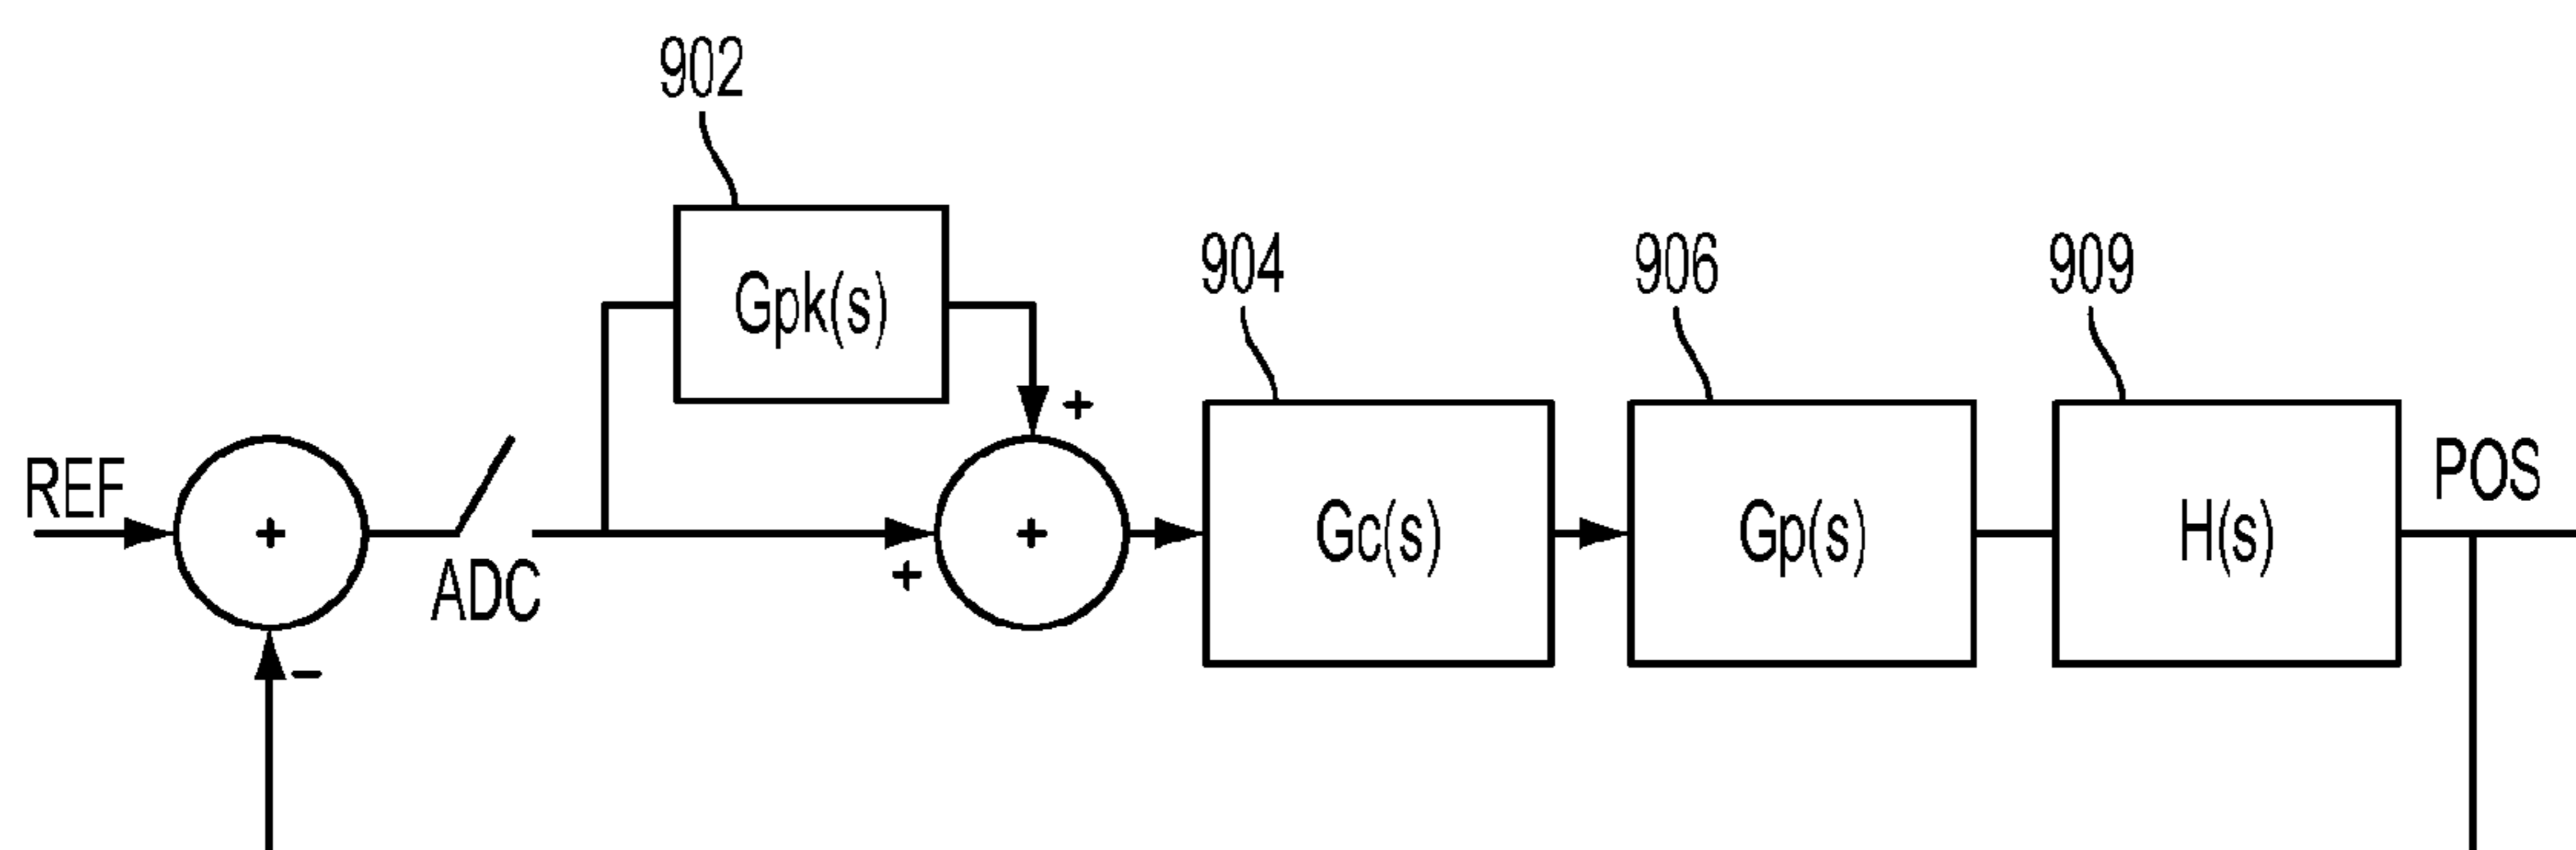 902
Gpk(s)
904
906
909
+
REF
+
ADC
+
+
Gc(s)
Gp(s)
H(s)
POS
−